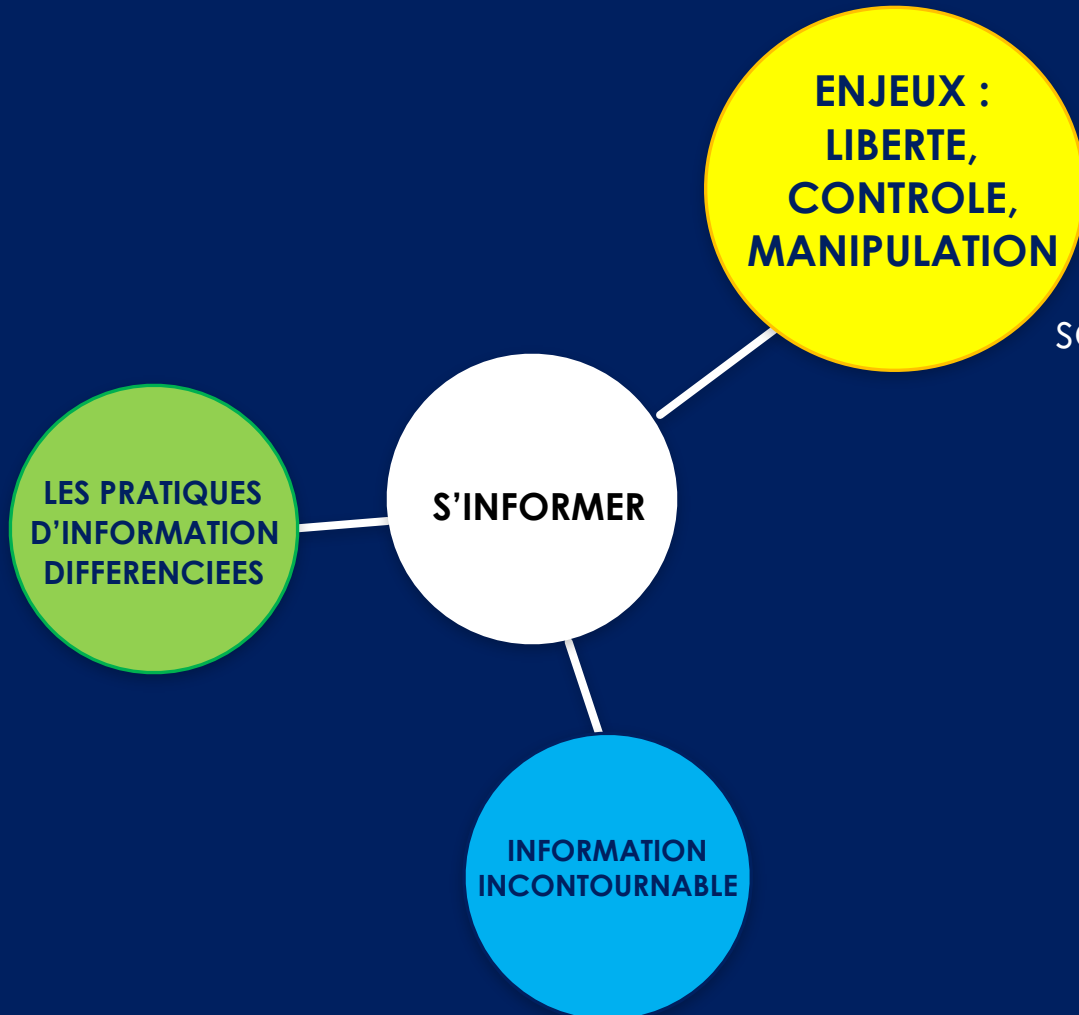 ENJEUX :
LIBERTE,
CONTROLE,
MANIPULATION
S'INFORMER
LES PRATIQUES
D'INFORMATION
DIFFERENCIEES
INFORMATION
INCONTOURNABLE